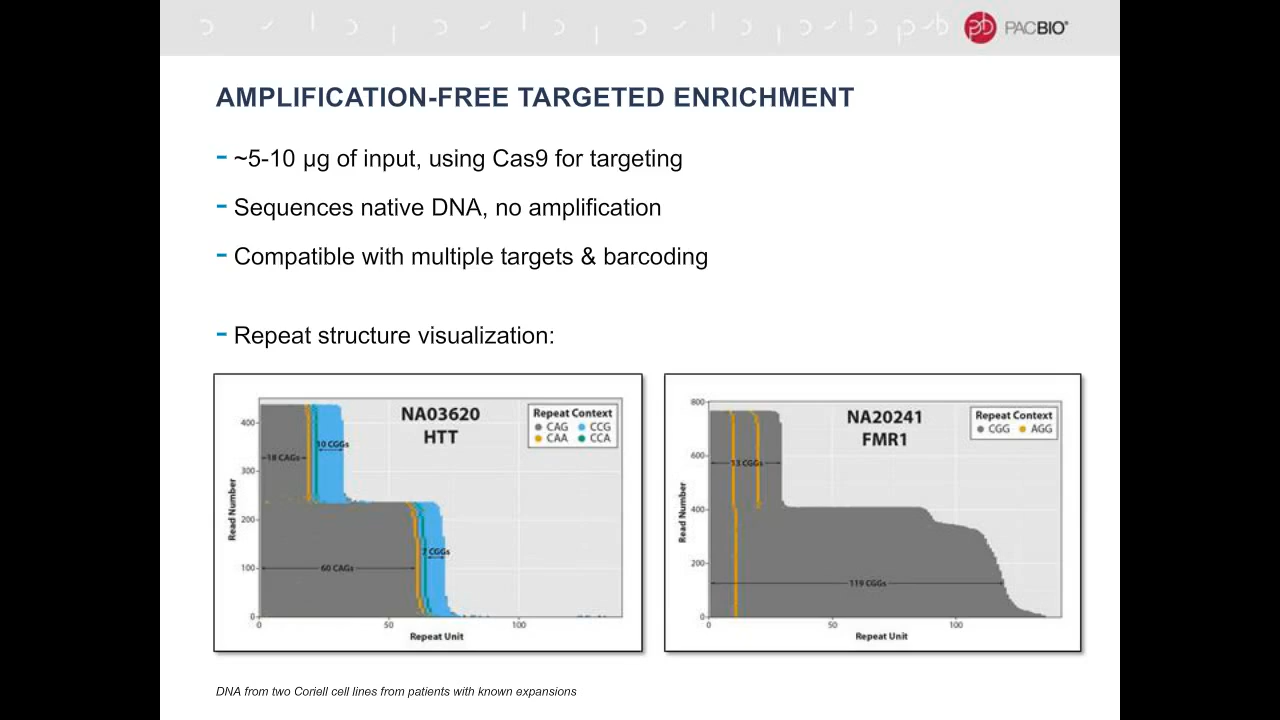 PACBIO®
AMPLIFICATION-FREE TARGETED ENRICHMENT
- ~5-10 µg of input, using Cas9 for targeting
- Sequences native DNA, no amplification
- Compatible with multiple targets & barcoding
- Repeat structure visualization:
NA03620
HTT
Repeat Context
CAG CCG
CAA CCA
10 CGGs
18 CAGs
7 CGGs
60 CAGs
Read Number
400
300
200
100
0
0 50 100
Repeat Unit
NA20241
FMR1
Repeat Context
CGG AGG
13 CGGs
119 CGGs
Read Number
800
600
400
200
0
0 50 100
Repeat Unit
DNA from two Coriell cell lines from patients with known expansions